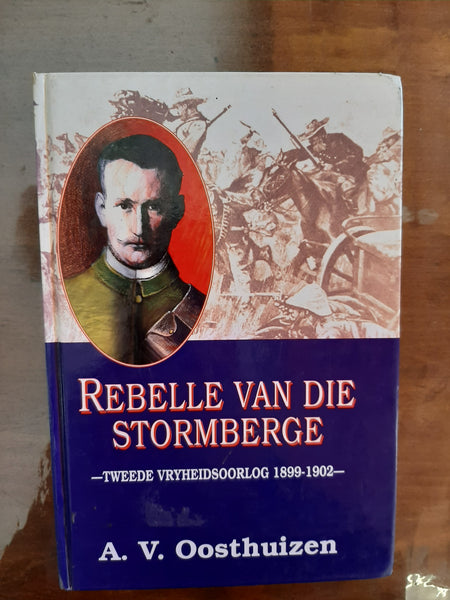 REBELLE VAN DIE
STORMBERGE
—TWEEDE VRYHEIDSOORLOG 1899-1902—
A. V. Oosthuizen